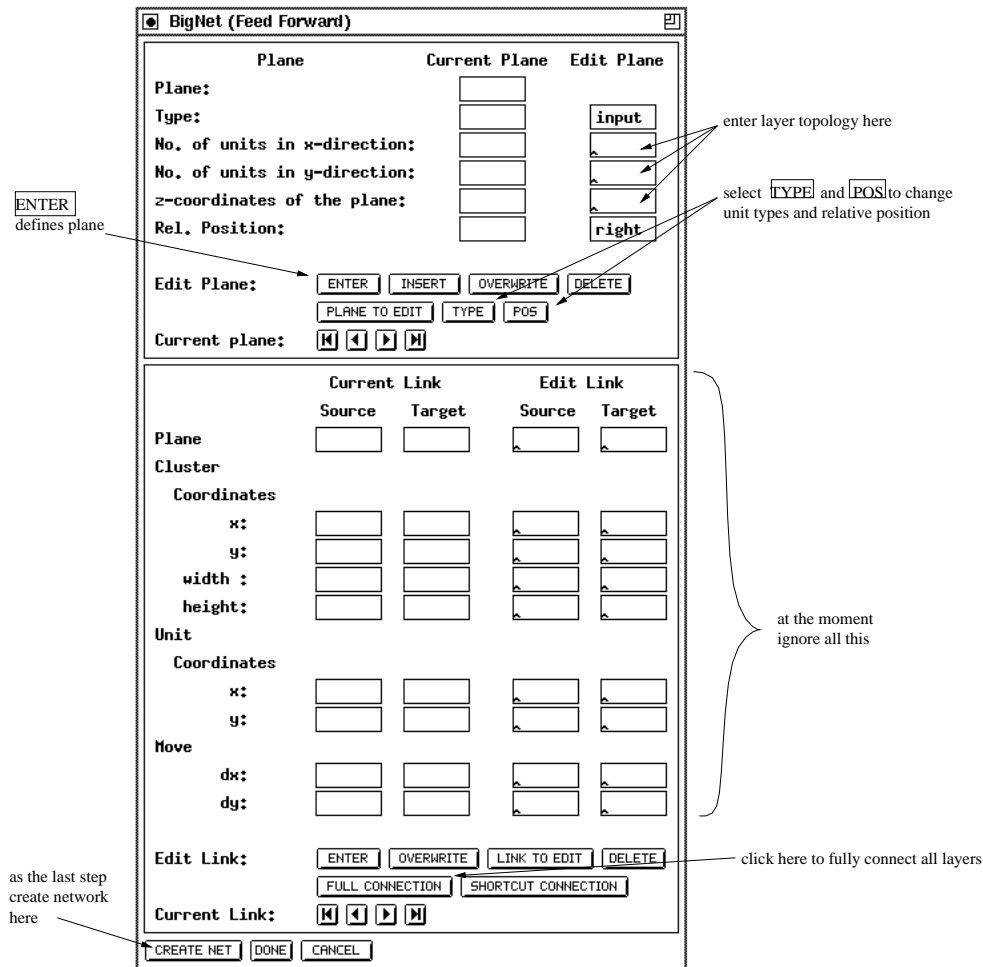 BigNet (Feed Forward)
Plane Current Plane Edit Plane
Plane:
Type: input
No. of units in x-direction:
No. of units in y-direction:
z-coordinates of the plane:
Rel. Position: right
Edit Plane: ENTER INSERT OVERWRITE DELETE
PLANE TO EDIT TYPE POS
Current plane:
enter layer topology here
select TYPE and POS to change
unit types and relative position
ENTER
defines plane
Current Link Edit Link
Source Target Source Target
Plane
Cluster
Coordinates
x:
y:
width :
height:
Unit
Coordinates
x:
y:
Move
dx:
dy:
at the moment
ignore all this
Edit Link: ENTER OVERWRITE LINK TO EDIT DELETE
FULL CONNECTION SHORTCUT CONNECTION
Current Link:
click here to fully connect all layers
as the last step
create network
here
CREATE NET DONE CANCEL